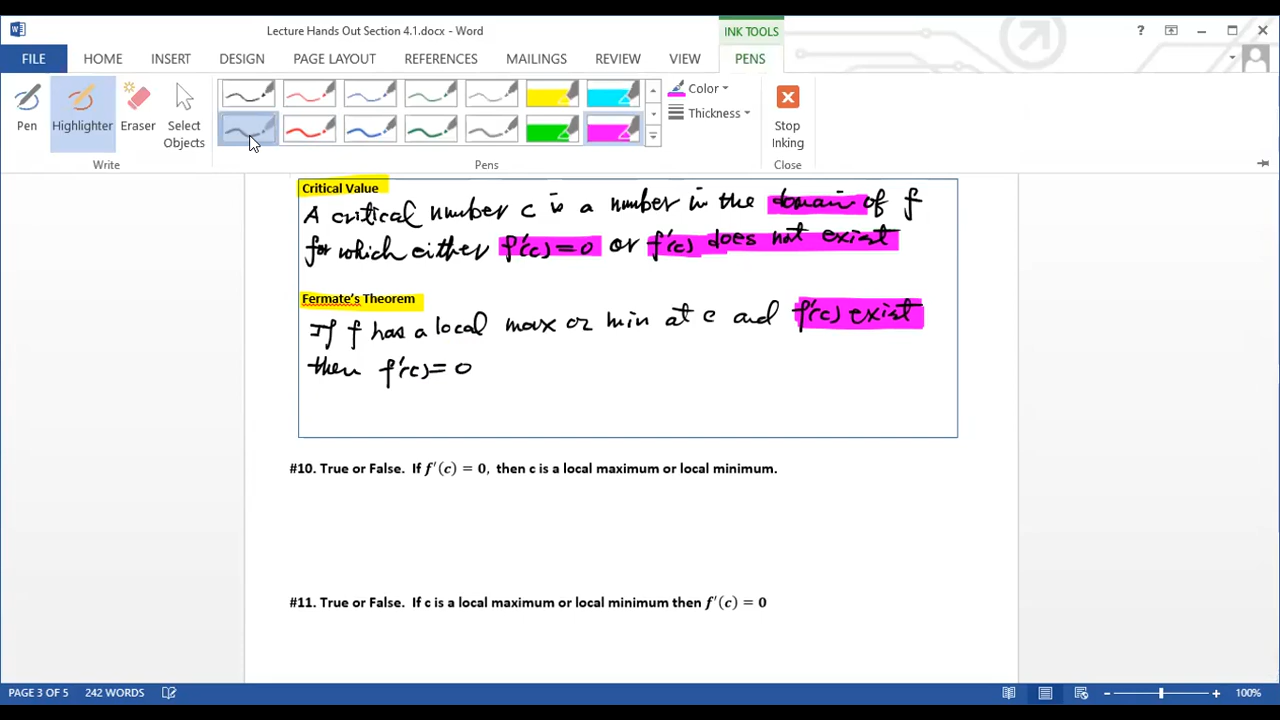 Lecture Hands Out Section 4.1.docx - Word
INK TOOLS
FILE
HOME
INSERT
DESIGN
PAGE LAYOUT
REFERENCES
MAILINGS
REVIEW
VIEW
PENS
Pen
Highlighter
Eraser
Select Objects
Color
Thickness
Stop Inking
Write
Pens
Close
Critical Value
A critical number c is a number in the domain of f
for which either f'(c)=0 or f'(c) does not exist
Fermate's Theorem
If f has a local max or min at c and f'(c) exist
then f'(c)=0
#10. True or False. If f′(c) = 0, then c is a local maximum or local minimum.
#11. True or False. If c is a local maximum or local minimum then f′(c) = 0
PAGE 3 OF 5
242 WORDS
100%